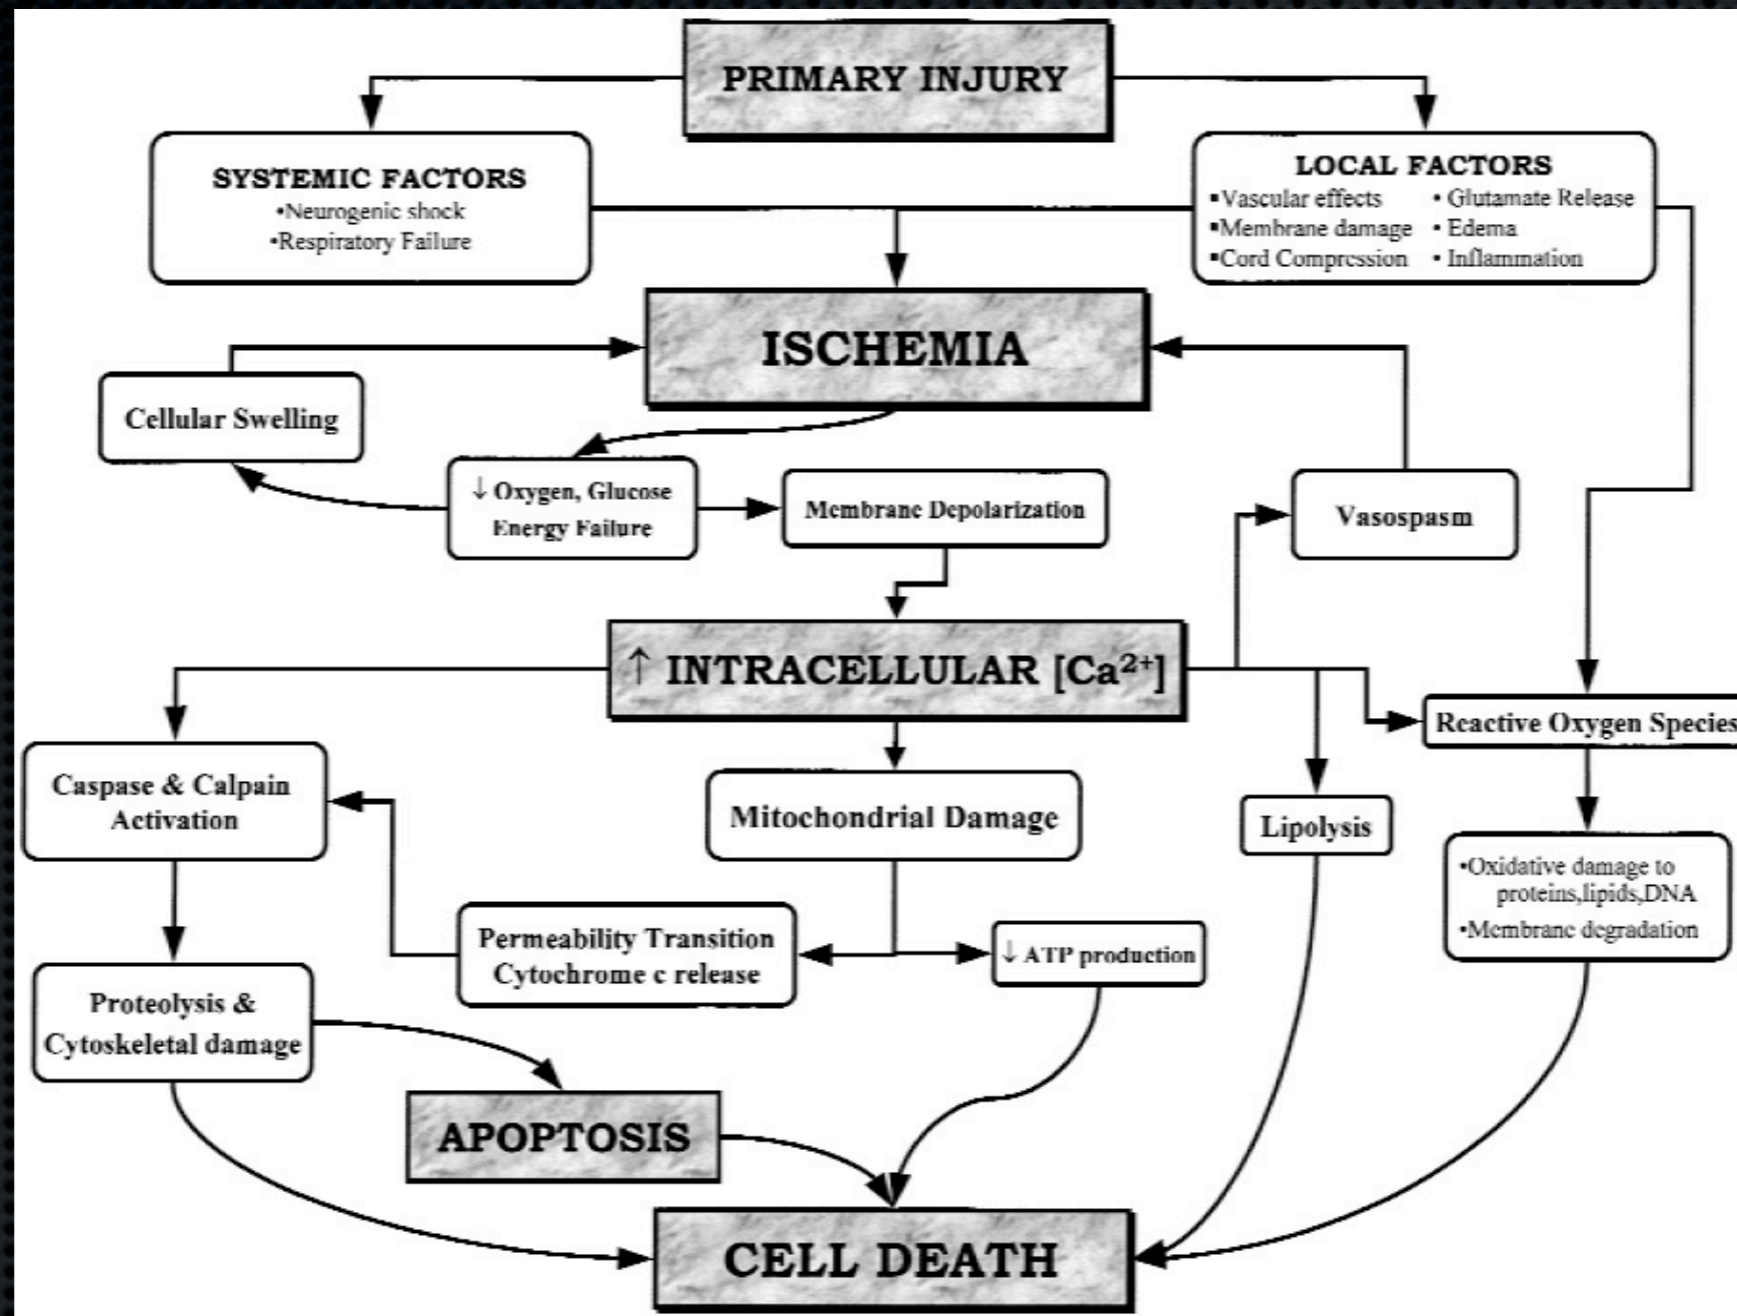 PRIMARY INJURY
SYSTEMIC FACTORS
•Neurogenic shock
•Respiratory Failure
LOCAL FACTORS
▪Vascular effects • Glutamate Release
▪Membrane damage • Edema
▪Cord Compression • Inflammation
ISCHEMIA
Cellular Swelling
↓ Oxygen, Glucose
Energy Failure
Membrane Depolarization
Vasospasm
↑ INTRACELLULAR [Ca²⁺]
Reactive Oxygen Species
Caspase & Calpain
Activation
Mitochondrial Damage
Lipolysis
•Oxidative damage to
proteins,lipids,DNA
•Membrane degradation
Permeability Transition
Cytochrome c release
↓ ATP production
Proteolysis &
Cytoskeletal damage
APOPTOSIS
CELL DEATH